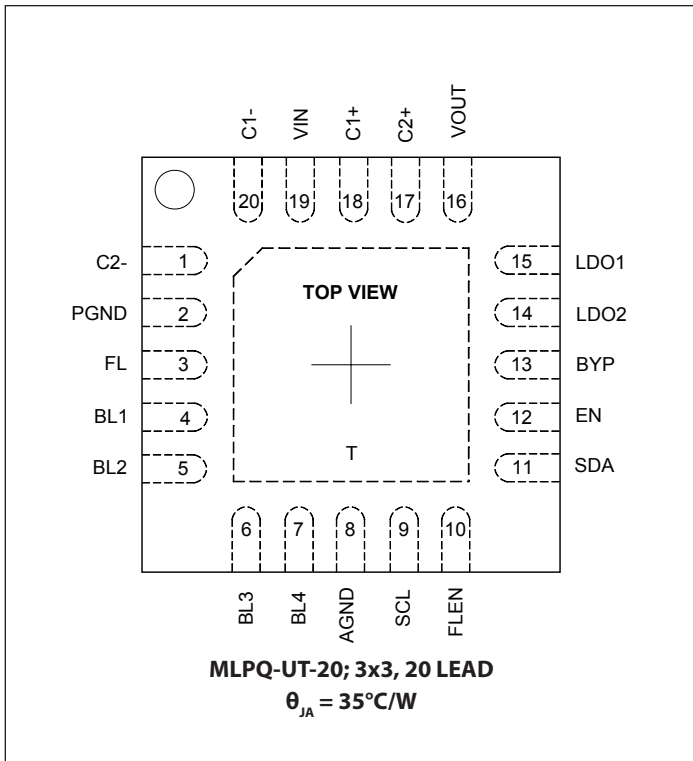 C1-
VIN
C1+
C2+
VOUT
20
19
18
17
16
C2-
1
PGND
2
FL
3
BL1
4
BL2
5
TOP VIEW
T
15
LDO1
14
LDO2
13
BYP
12
EN
11
SDA
6
7
8
9
10
BL3
BL4
AGND
SCL
FLEN
MLPQ-UT-20; 3x3, 20 LEAD
θJA = 35°C/W